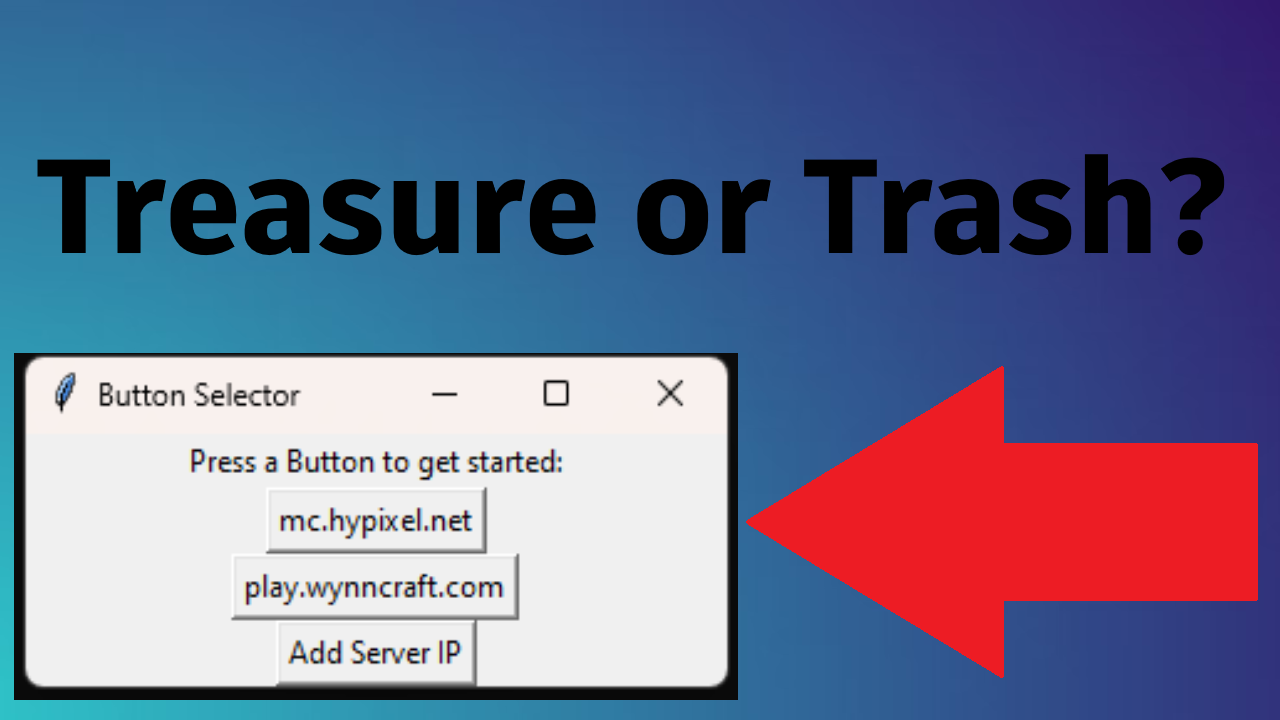 Treasure or Trash?
Button Selector
Press a Button to get started:
mc.hypixel.net
play.wynncraft.com
Add Server IP